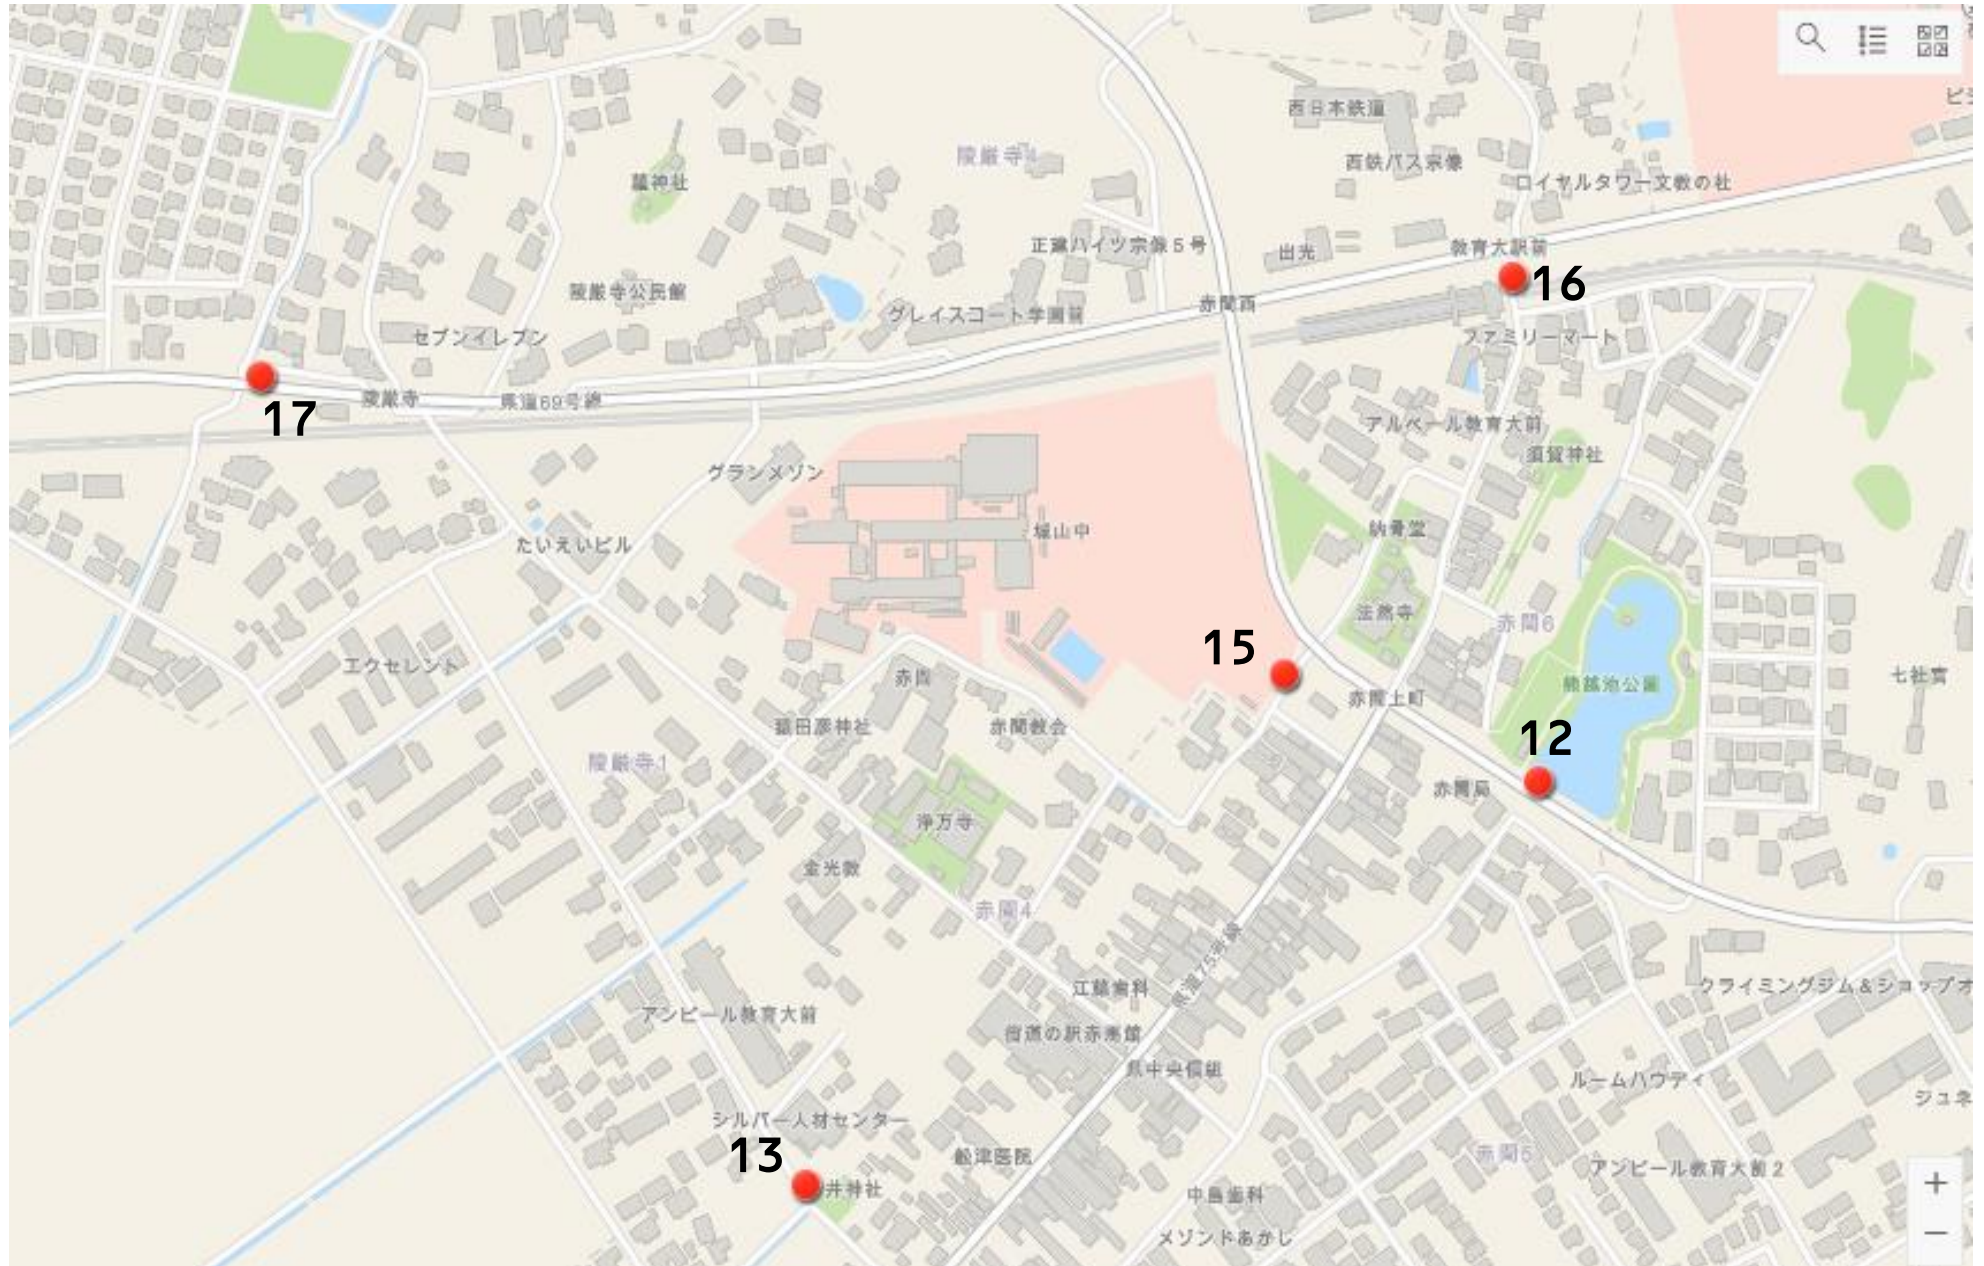 西日本鉄道
ビ
陵厳寺4
西鉄バス宗像
ロイヤルタワー文教の杜
正藤ハイツ宗像5号
出光
教育大駅前
16
陵厳寺公民館
グレイスコート学園前
赤間西
セブンイレブン
ファミリーマート
17
陵厳寺
県道69号線
アルベール教育大前
グランメゾン
須賀神社
城山中
納骨堂
たいえいビル
法然寺
赤間6
15
エクセレント
赤間
熊越池公園
七社宮
赤間上町
猿田彦神社
赤間教会
12
陵厳寺1
赤間局
浄万寺
金光教
赤間4
県道75号線
江藤歯科
クライミングジム&ショップオ
アンピール教育大前
街道の駅赤馬館
県中央信組
ルームハウディ
ジュネ
シルバー人材センター
13
舩津医院
赤間5
アンピール教育大前2
井神社
中島歯科
メゾンドあかし
+
−